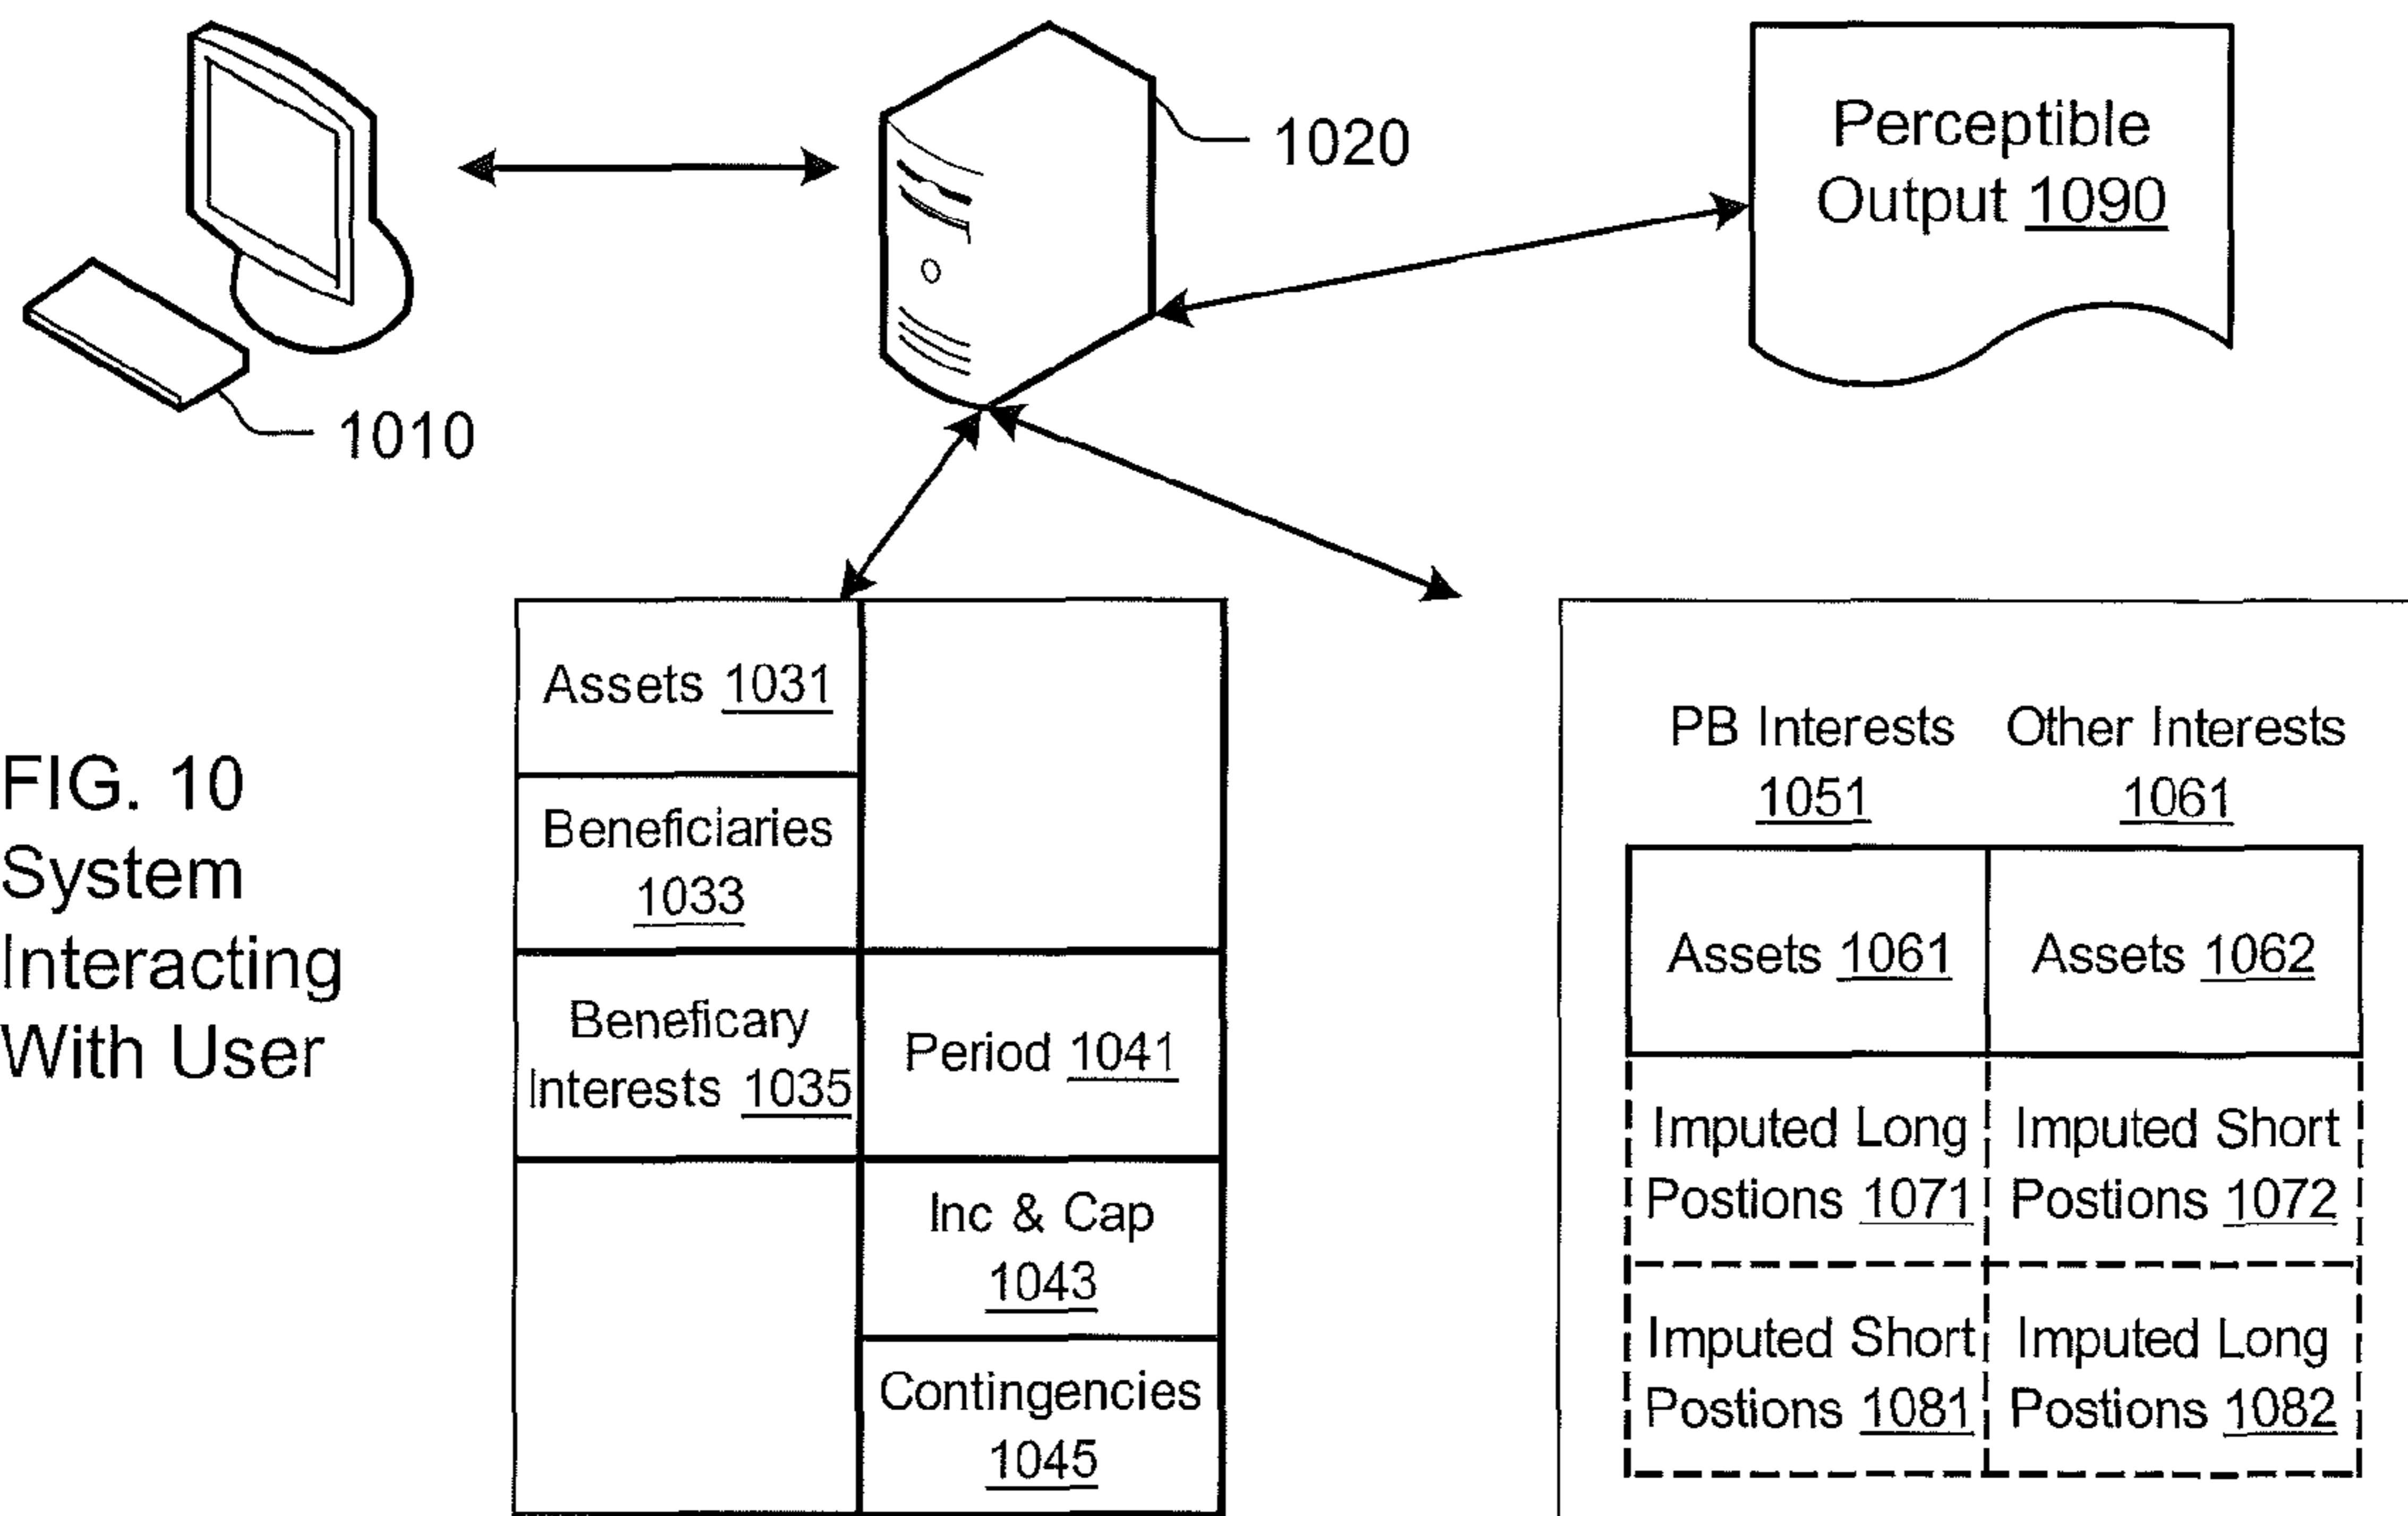 1020
Perceptible
Output 1090
1010
FIG. 10
System
Interacting
With User
Assets 1031
Beneficiaries
1033
Beneficary
Interests 1035
Period 1041
Inc & Cap
1043
Contingencies
1045
PB Interests
1051
Other Interests
1061
Assets 1061
Assets 1062
Imputed Long
Postions 1071
Imputed Short
Postions 1072
Imputed Short
Postions 1081
Imputed Long
Postions 1082